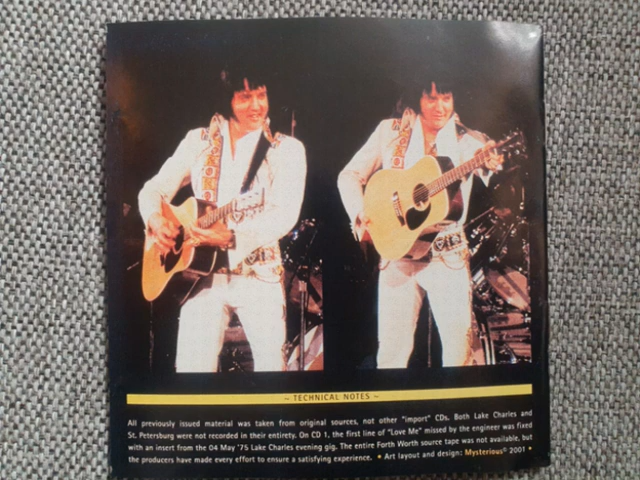 ~ TECHNICAL NOTES ~
All previously issued material was taken from original sources, not other "import" CDs. Both Lake Charles and
St. Petersburg were not recorded in their entirety. On CD 1, the first line of "Love Me" missed by the engineer was fixed
with an insert from the 04 May '75 Lake Charles evening gig. The entire Forth Worth source tape was not available, but
the producers have made every effort to ensure a satisfying experience. • Art layout and design: Mysterious® 2001 •